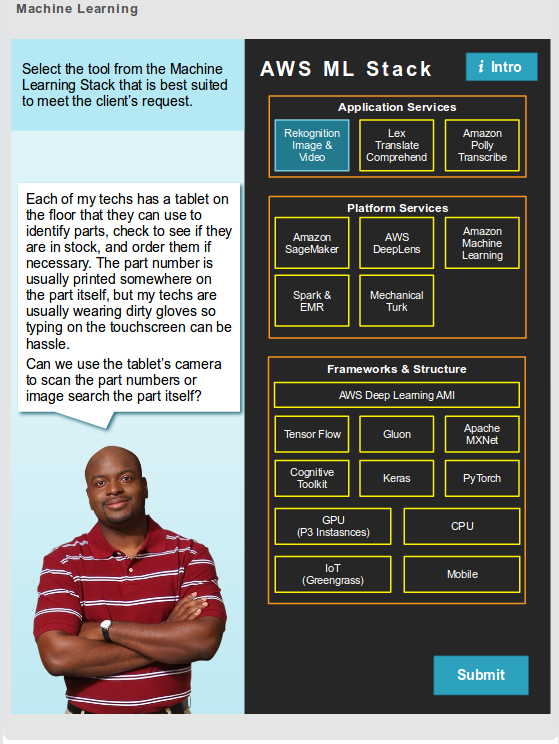 Machine Learning
Select the tool from the Machine
Learning Stack that is best suited
to meet the client's request.
Each of my techs has a tablet on
the floor that they can use to
identify parts, check to see if they
are in stock, and order them if
necessary. The part number is
usually printed somewhere on
the part itself, but my techs are
usually wearing dirty gloves so
typing on the touchscreen can be
hassle.
Can we use the tablet's camera
to scan the part numbers or
image search the part itself?
AWS ML Stack
i Intro
Application Services
Rekognition
Image &
Video
Lex
Translate
Comprehend
Amazon
Polly
Transcribe
Platform Services
Amazon
SageMaker
AWS
DeepLens
Amazon
Machine
Learning
Spark &
EMR
Mechanical
Turk
Frameworks & Structure
AWS Deep Learning AMI
Tensor Flow
Gluon
Apache
MXNet
Cognitive
Toolkit
Keras
PyTorch
GPU
(P3 Instasnces)
CPU
IoT
(Greengrass)
Mobile
Submit